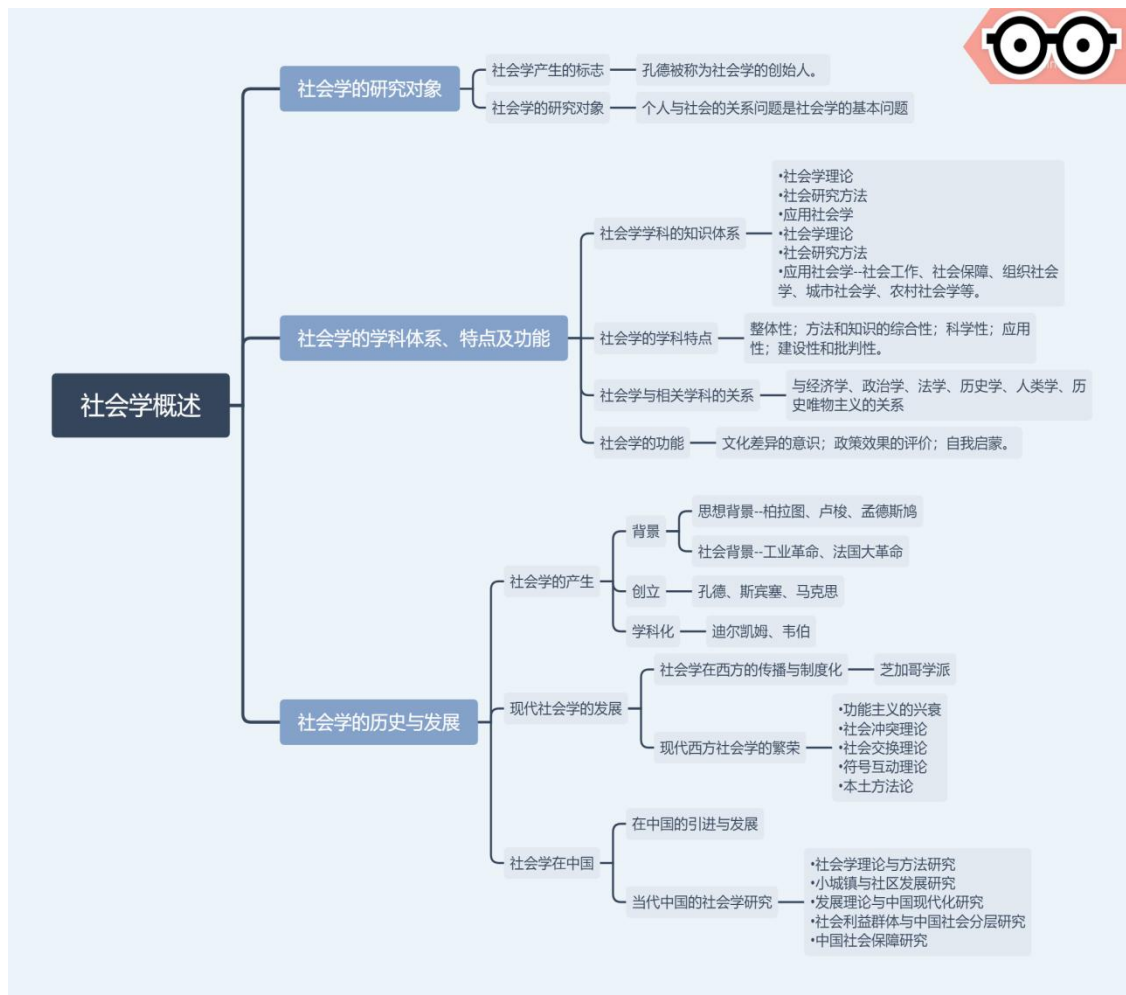 社会学概述
社会学的研究对象
社会学产生的标志
孔德被称为社会学的创始人。
社会学的研究对象
个人与社会的关系问题是社会学的基本问题
社会学的学科体系、特点及功能
社会学学科的知识体系
•社会学理论
•社会研究方法
•应用社会学
•社会学理论
•社会研究方法
•应用社会学--社会工作、社会保障、组织社会
学、城市社会学、农村社会学等。
社会学的学科特点
整体性；方法和知识的综合性；科学性；应用
性；建设性和批判性。
社会学与相关学科的关系
与经济学、政治学、法学、历史学、人类学、历
史唯物主义的关系
社会学的功能
文化差异的意识；政策效果的评价；自我启蒙。
社会学的历史与发展
社会学的产生
背景
思想背景--柏拉图、卢梭、孟德斯鸠
社会背景--工业革命、法国大革命
创立
孔德、斯宾塞、马克思
学科化
迪尔凯姆、韦伯
现代社会学的发展
社会学在西方的传播与制度化
芝加哥学派
现代西方社会学的繁荣
•功能主义的兴衰
•社会冲突理论
•社会交换理论
•符号互动理论
•本土方法论
社会学在中国
在中国的引进与发展
当代中国的社会学研究
•社会学理论与方法研究
•小城镇与社区发展研究
•发展理论与中国现代化研究
•社会利益群体与中国社会分层研究
•中国社会保障研究